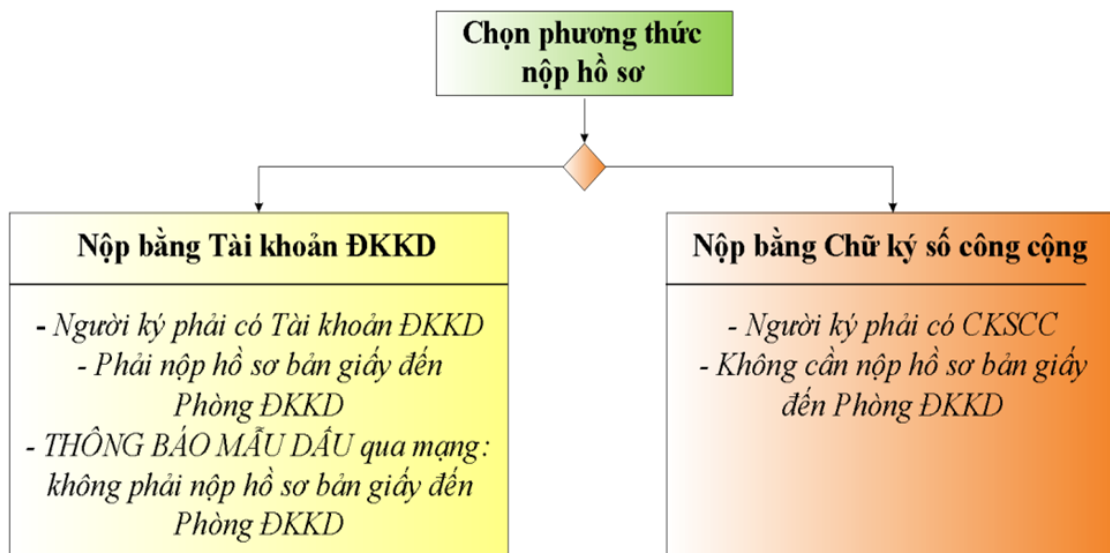 Chọn phương thức
nộp hồ sơ
Nộp bằng Tài khoản ĐKKD
- Người ký phải có Tài khoản ĐKKD
- Phải nộp hồ sơ bản giấy đến
Phòng ĐKKD
- THÔNG BÁO MẪU DẤU qua mạng:
không phải nộp hồ sơ bản giấy đến
Phòng ĐKKD
Nộp bằng Chữ ký số công cộng
- Người ký phải có CKSCC
- Không cần nộp hồ sơ bản giấy
đến Phòng ĐKKD